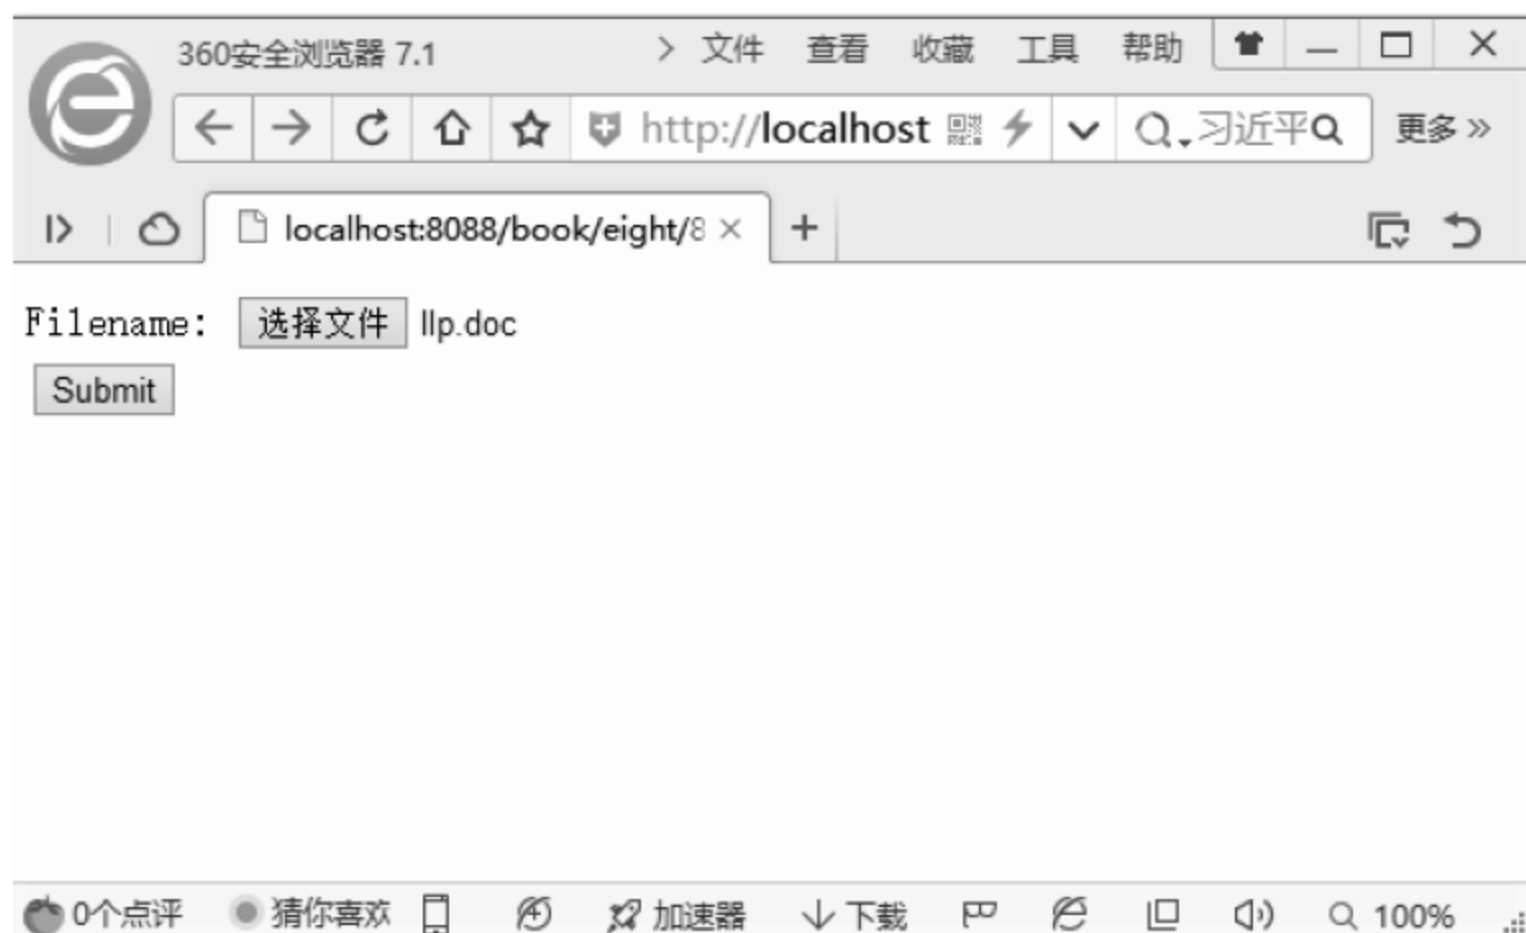 360安全浏览器 7.1 > 文件 查看 收藏 工具 帮助
http://localhost 习近平 更多 »
localhost:8088/book/eight/8
Filename: 选择文件 llp.doc
Submit
0个点评 猜你喜欢 加速器 下载 100%